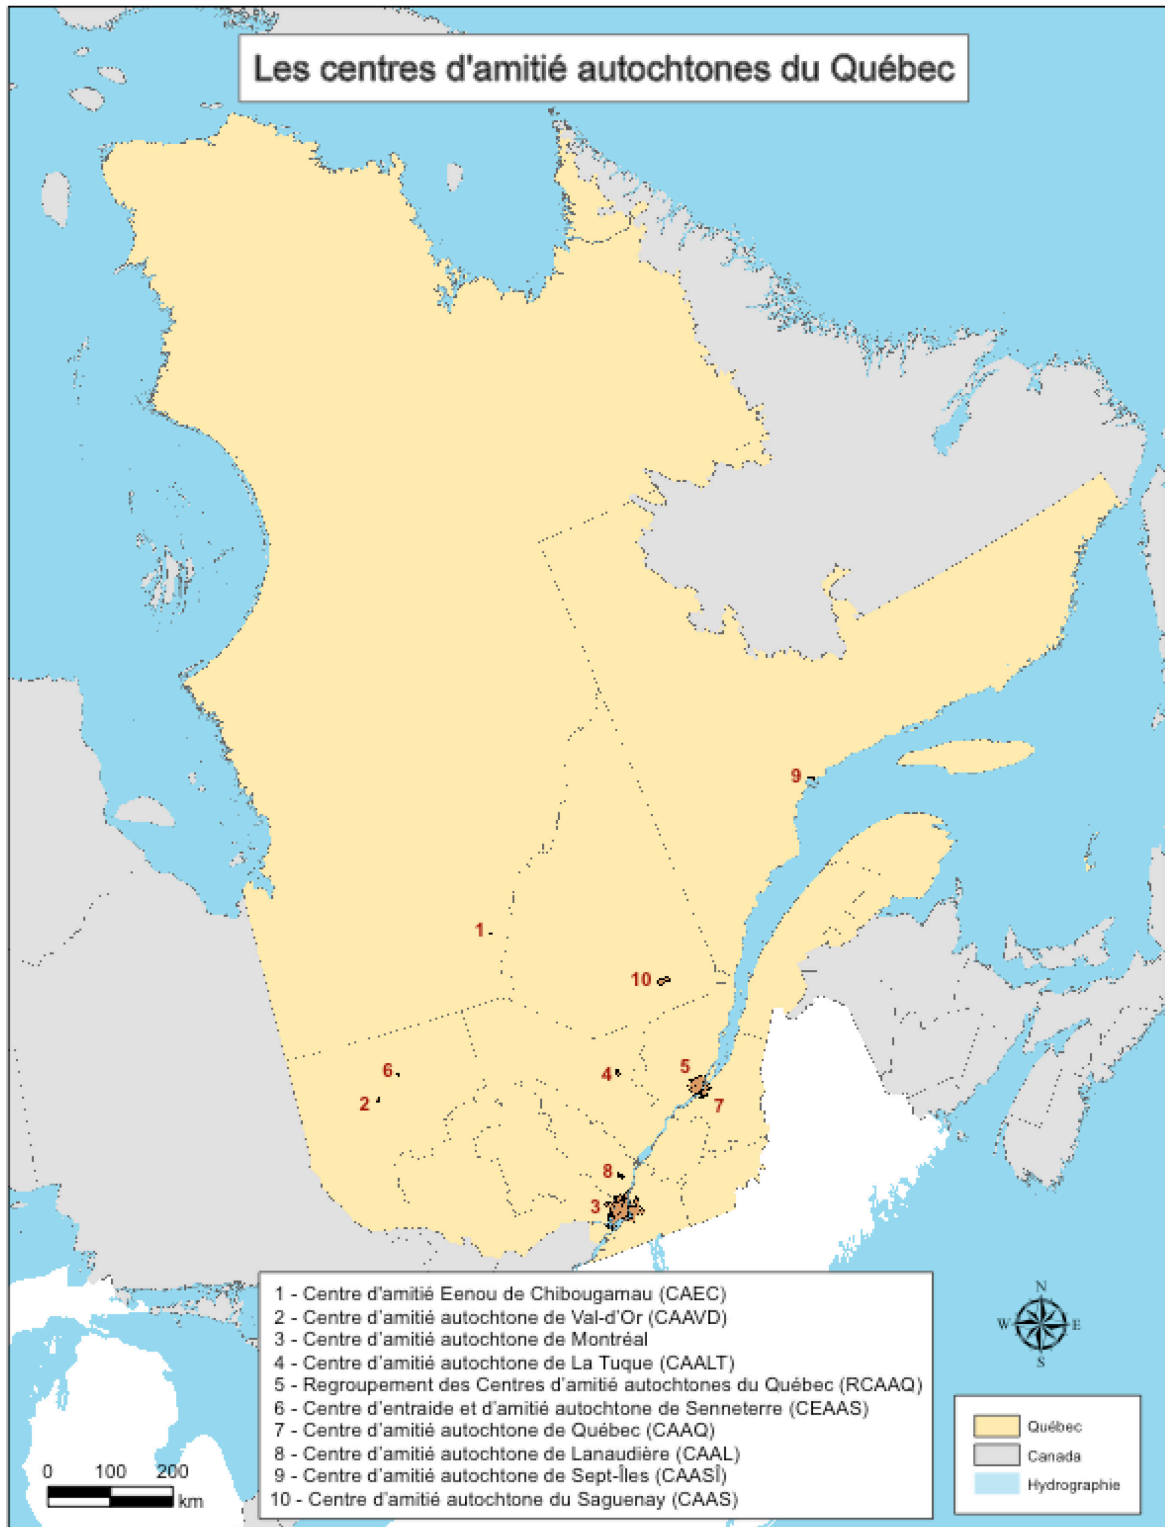 Les centres d'amitié autochtones du Québec
9
1
10
6
2
4
5
7
8
3
1 - Centre d'amitié Eenou de Chibougamau (CAEC)
2 - Centre d'amitié autochtone de Val-d'Or (CAAVD)
3 - Centre d'amitié autochtone de Montréal
4 - Centre d'amitié autochtone de La Tuque (CAALT)
5 - Regroupement des Centres d'amitié autochtones du Québec (RCAAQ)
6 - Centre d'entraide et d'amitié autochtone de Senneterre (CEAAS)
7 - Centre d'amitié autochtone de Québec (CAAQ)
8 - Centre d'amitié autochtone de Lanaudière (CAAL)
9 - Centre d'amitié autochtone de Sept-Îles (CAASÎ)
10 - Centre d'amitié autochtone du Saguenay (CAAS)
0 100 200
km
N
W E
S
Québec
Canada
Hydrographie